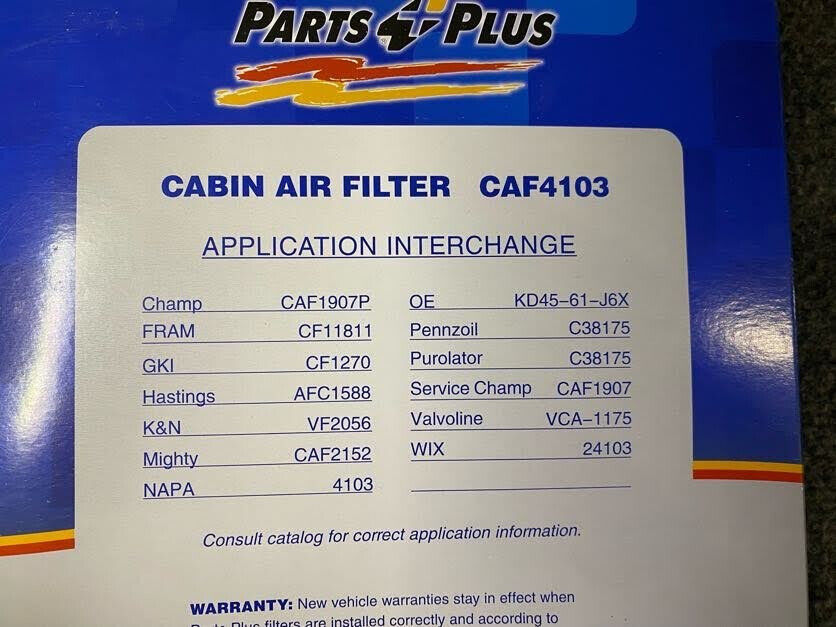 PARTS PLUS
CABIN AIR FILTER CAF4103
APPLICATION INTERCHANGE
Champ CAF1907P
FRAM CF11811
GKI CF1270
Hastings AFC1588
K&N VF2056
Mighty CAF2152
NAPA 4103
OE KD45-61-J6X
Pennzoil C38175
Purolator C38175
Service Champ CAF1907
Valvoline VCA-1175
WIX 24103
Consult catalog for correct application information.
WARRANTY: New vehicle warranties stay in effect when
Parts Plus filters are installed correctly and according to